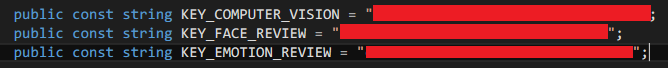 public const string KEY_COMPUTER_VISION = " ;
public const string KEY_FACE_REVIEW = " ";
public const string KEY_EMOTION_REVIEW = " ";